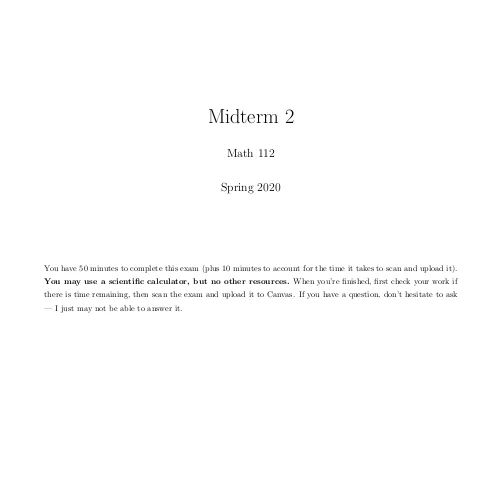 Midterm 2
Math 112
Spring 2020
You have 50 minutes to complete this exam (plus 10 minutes to account for the time it takes to scan and upload it).
You may use a scientific calculator, but no other resources. When you're finished, first check your work if
there is time remaining, then scan the exam and upload it to Canvas. If you have a question, don't hesitate to ask
— I just may not be able to answer it.